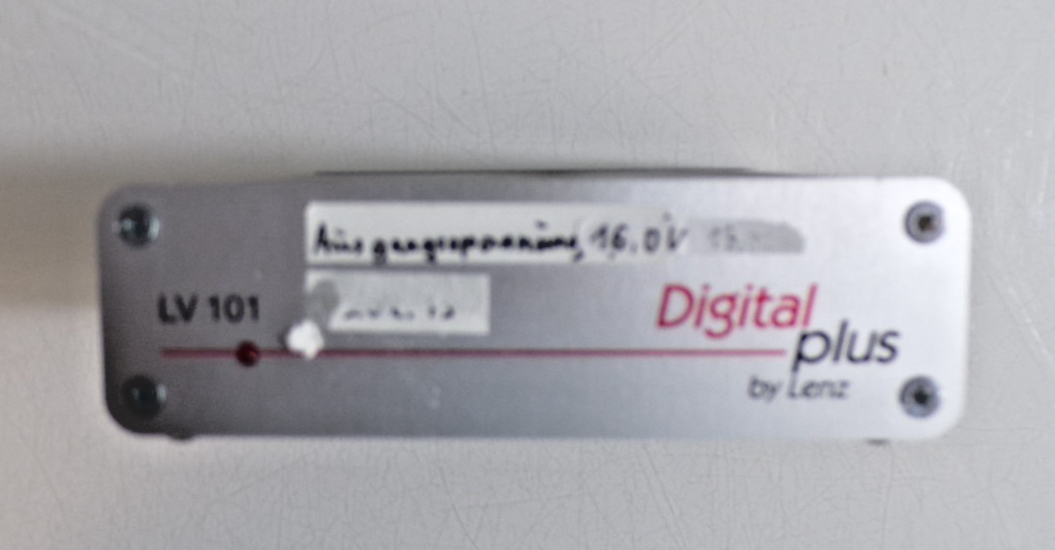 Ausgangsspannung 16,0V
LV 101
Digital
plus
by Lenz